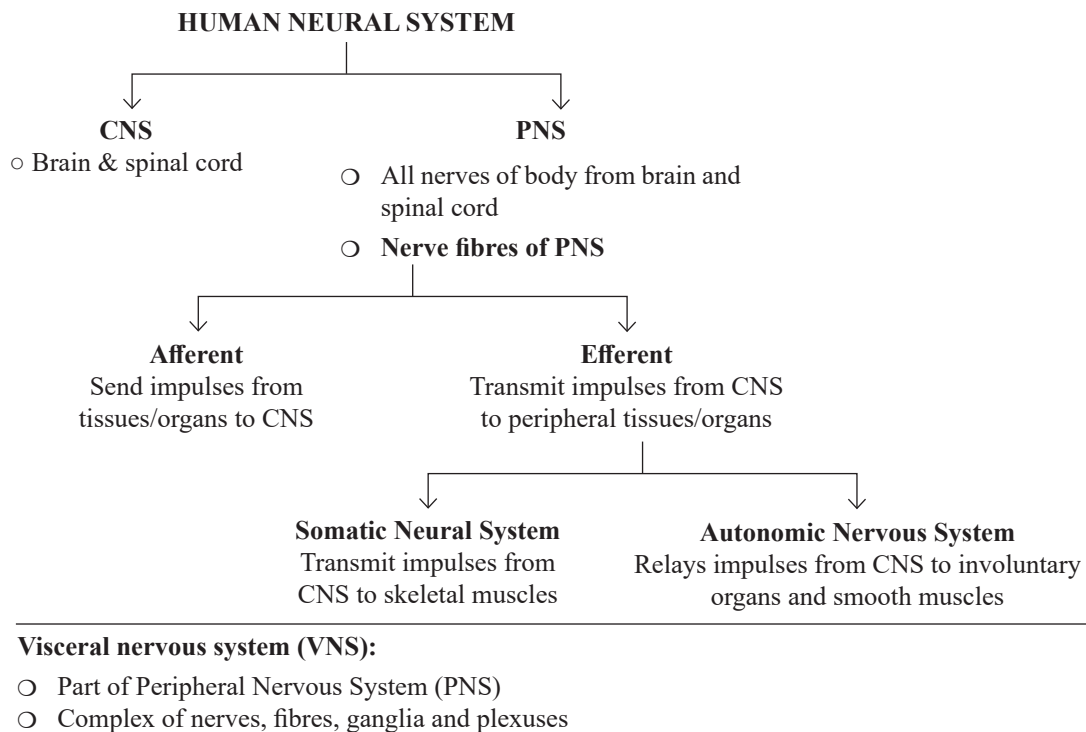 HUMAN NEURAL SYSTEM
CNS
○ Brain & spinal cord
PNS
❍ All nerves of body from brain and
spinal cord
❍ Nerve fibres of PNS
Afferent
Send impulses from
tissues/organs to CNS
Efferent
Transmit impulses from CNS
to peripheral tissues/organs
Somatic Neural System
Transmit impulses from
CNS to skeletal muscles
Autonomic Nervous System
Relays impulses from CNS to involuntary
organs and smooth muscles
Visceral nervous system (VNS):
❍ Part of Peripheral Nervous System (PNS)
❍ Complex of nerves, fibres, ganglia and plexuses